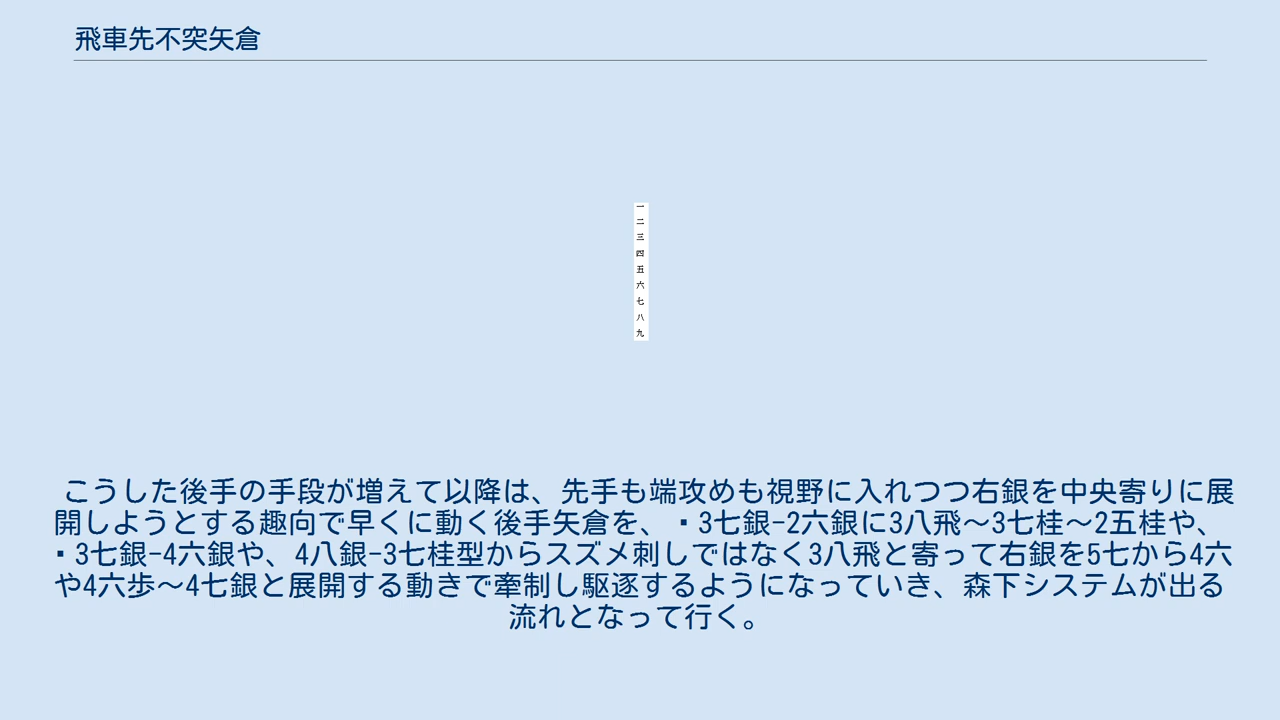 飛車先不突矢倉
一
二
三
四
五
六
七
八
九
こうした後手の手段が増えて以降は、先手も端攻めも視野に入れつつ右銀を中央寄りに展
開しようとする趣向で早くに動く後手矢倉を、▪3七銀-2六銀に3八飛～3七桂～2五桂や、
▪3七銀-4六銀や、4八銀-3七桂型からスズメ刺しではなく3八飛と寄って右銀を5七から4六
や4六歩～4七銀と展開する動きで牽制し駆逐するようになっていき、森下システムが出る
流れとなって行く。